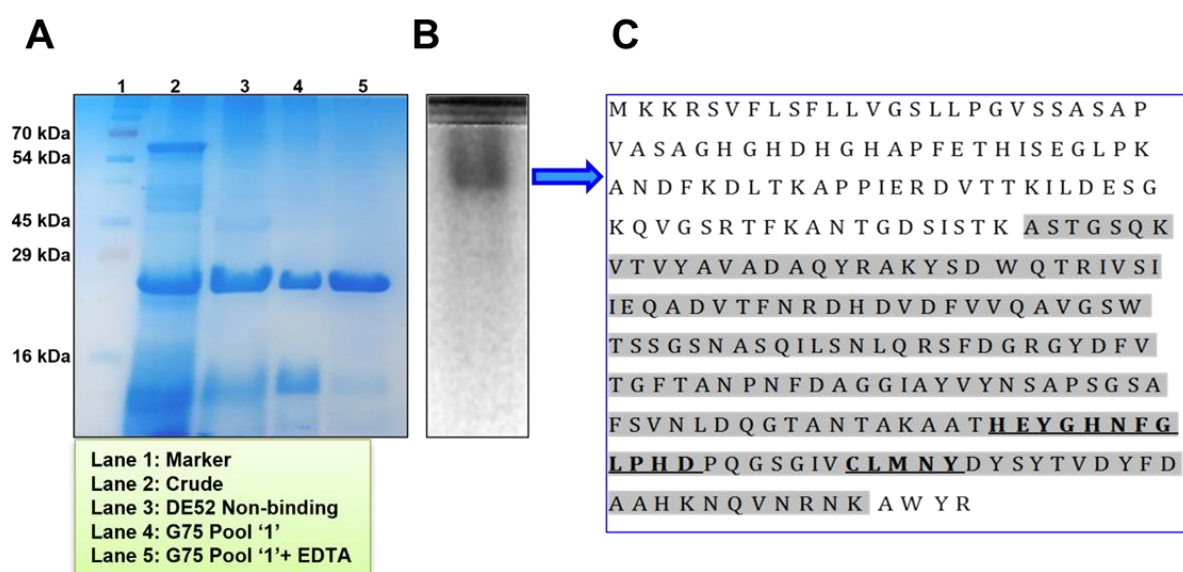 A
B
C
1 2 3 4 5
70 kDa
54 kDa
45 kDa
29 kDa
16 kDa
Lane 1: Marker
Lane 2: Crude
Lane 3: DE52 Non-binding
Lane 4: G75 Pool ‘1’
Lane 5: G75 Pool ‘1’+ EDTA
M K K R S V F L S F L L V G S L L P G V S S A S A P
V A S A G H G H D H G H A P F E T H I S E G L P K
A N D F K D L T K A P P I E R D V T T K I L D E S G
K Q V G S R T F K A N T G D S I S T K A S T G S Q K
V T V Y A V A D A Q Y R A K Y S D W Q T R I V S I
I E Q A D V T F N R D H D V D F V V Q A V G S W
T S S G S N A S Q I L S N L Q R S F D G R G Y D F V
T G F T A N P N F D A G G I A Y V Y N S A P S G S A
F S V N L D Q G T A N T A K A A T H E Y G H N F G
L P H D P Q G S G I V C L M N Y D Y S Y T V D Y F D
A A H K N Q V N R N K A W Y R